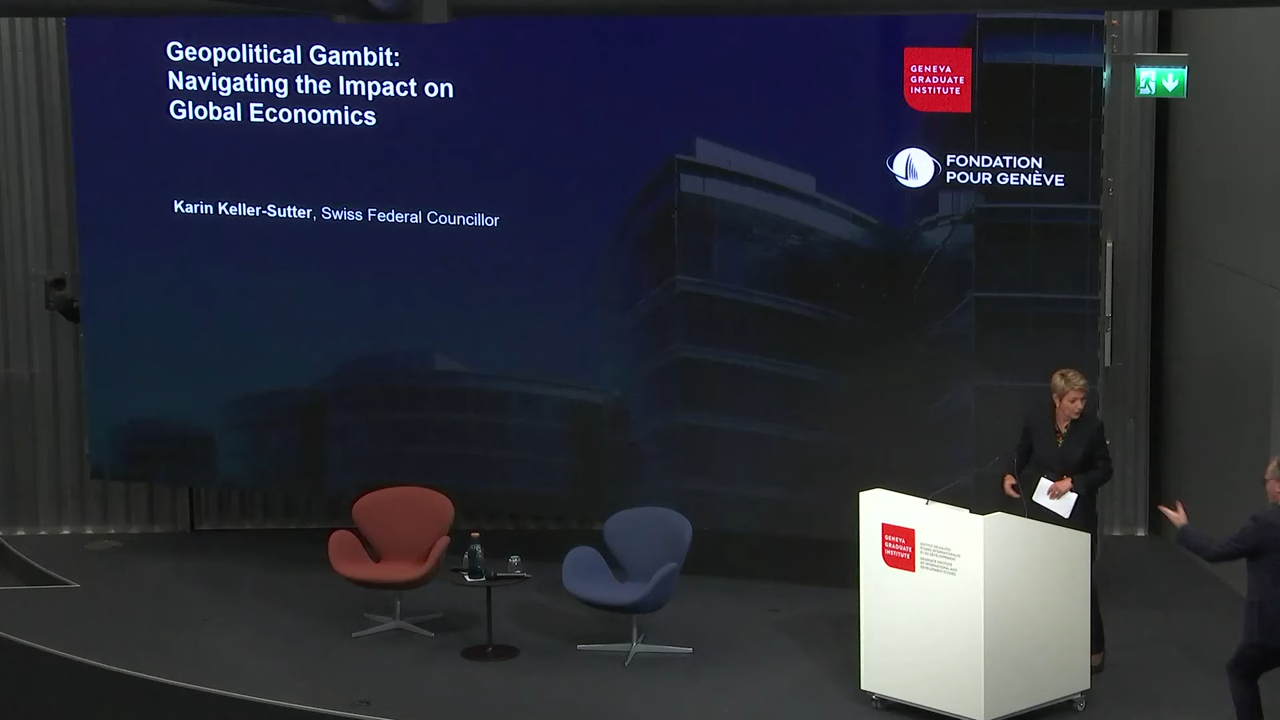 Geopolitical Gambit:
Navigating the Impact on
Global Economics
Karin Keller-Sutter, Swiss Federal Councillor
GENEVA
GRADUATE
INSTITUTE
FONDATION
POUR GENÈVE
GENEVA
GRADUATE
INSTITUTE